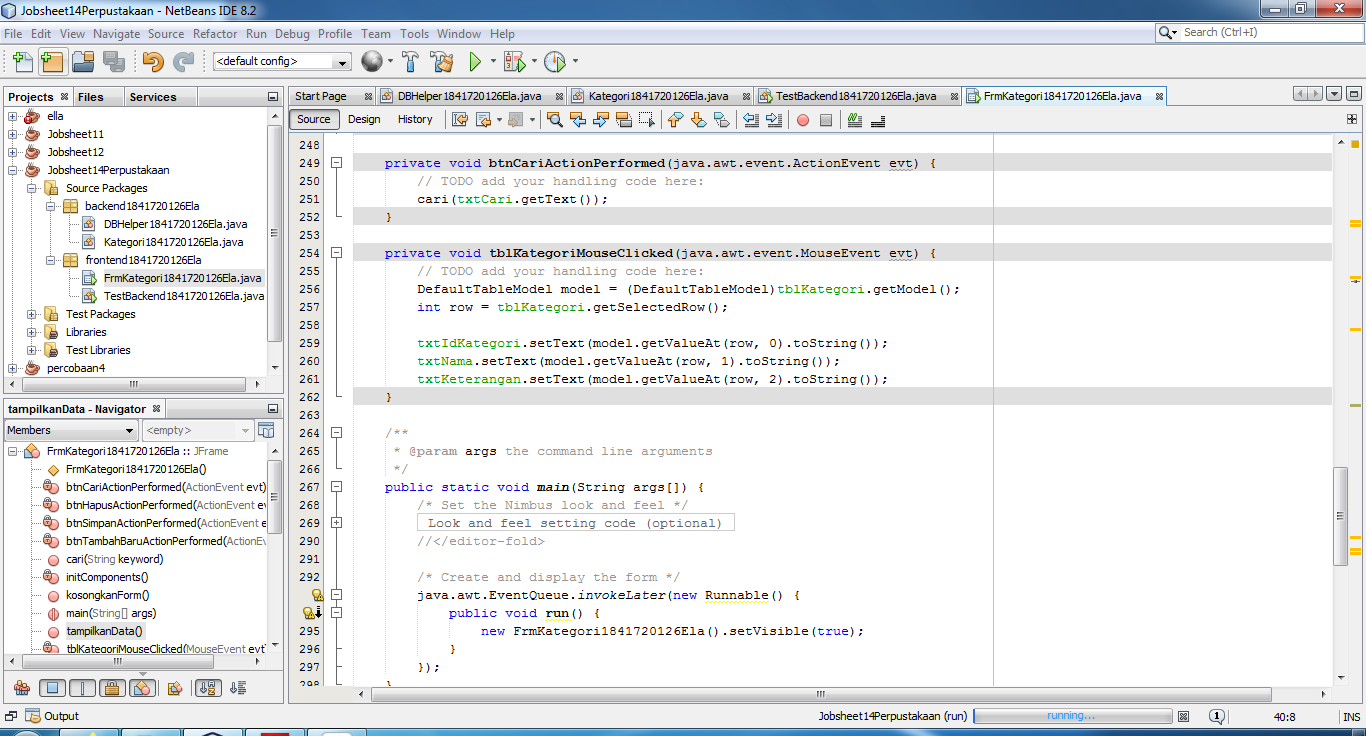 Jobsheet14Perpustakaan - NetBeans IDE 8.2
File Edit View Navigate Source Refactor Run Debug Profile Team Tools Window Help
Search (Ctrl+I)
<default config>
Projects Files Services
ella
Jobsheet11
Jobsheet12
Jobsheet14Perpustakaan
Source Packages
backend1841720126Ela
DBHelper1841720126Ela.java
Kategori1841720126Ela.java
frontend1841720126Ela
FrmKategori1841720126Ela.java
TestBackend1841720126Ela.java
Test Packages
Libraries
Test Libraries
percobaan4
tampilkanData - Navigator
Members <empty>
FrmKategori1841720126Ela :: JFrame
FrmKategori1841720126Ela()
btnCariActionPerformed(ActionEvent evt)
btnHapusActionPerformed(ActionEvent
btnSimpanActionPerformed(ActionEvent e
btnTambahBaruActionPerformed(ActionEv
cari(String keyword)
initComponents()
kosongkanForm()
main(String[] args)
tampilkanData()
tblKategoriMouseClicked(MouseEvent evt
Start Page DBHelper1841720126Ela.java Kategori1841720126Ela.java TestBackend1841720126Ela.java FrmKategori1841720126Ela.java
Source Design History
248
249 private void btnCariActionPerformed(java.awt.event.ActionEvent evt) {
250 // TODO add your handling code here:
251 cari(txtCari.getText());
252 }
253
254 private void tblKategoriMouseClicked(java.awt.event.MouseEvent evt) {
255 // TODO add your handling code here:
256 DefaultTableModel model = (DefaultTableModel)tblKategori.getModel();
257 int row = tblKategori.getSelectedRow();
258
259 txtIdKategori.setText(model.getValueAt(row, 0).toString());
260 txtNama.setText(model.getValueAt(row, 1).toString());
261 txtKeterangan.setText(model.getValueAt(row, 2).toString());
262 }
263
264 /**
265 * @param args the command line arguments
266 */
267 public static void main(String args[]) {
268 /* Set the Nimbus look and feel */
269 Look and feel setting code (optional)
290 //</editor-fold>
291
292 /* Create and display the form */
java.awt.EventQueue.invokeLater(new Runnable() {
public void run() {
295 new FrmKategori1841720126Ela().setVisible(true);
296 }
297 });
298 }
Output
Jobsheet14Perpustakaan (run) running... 1 40:8 INS